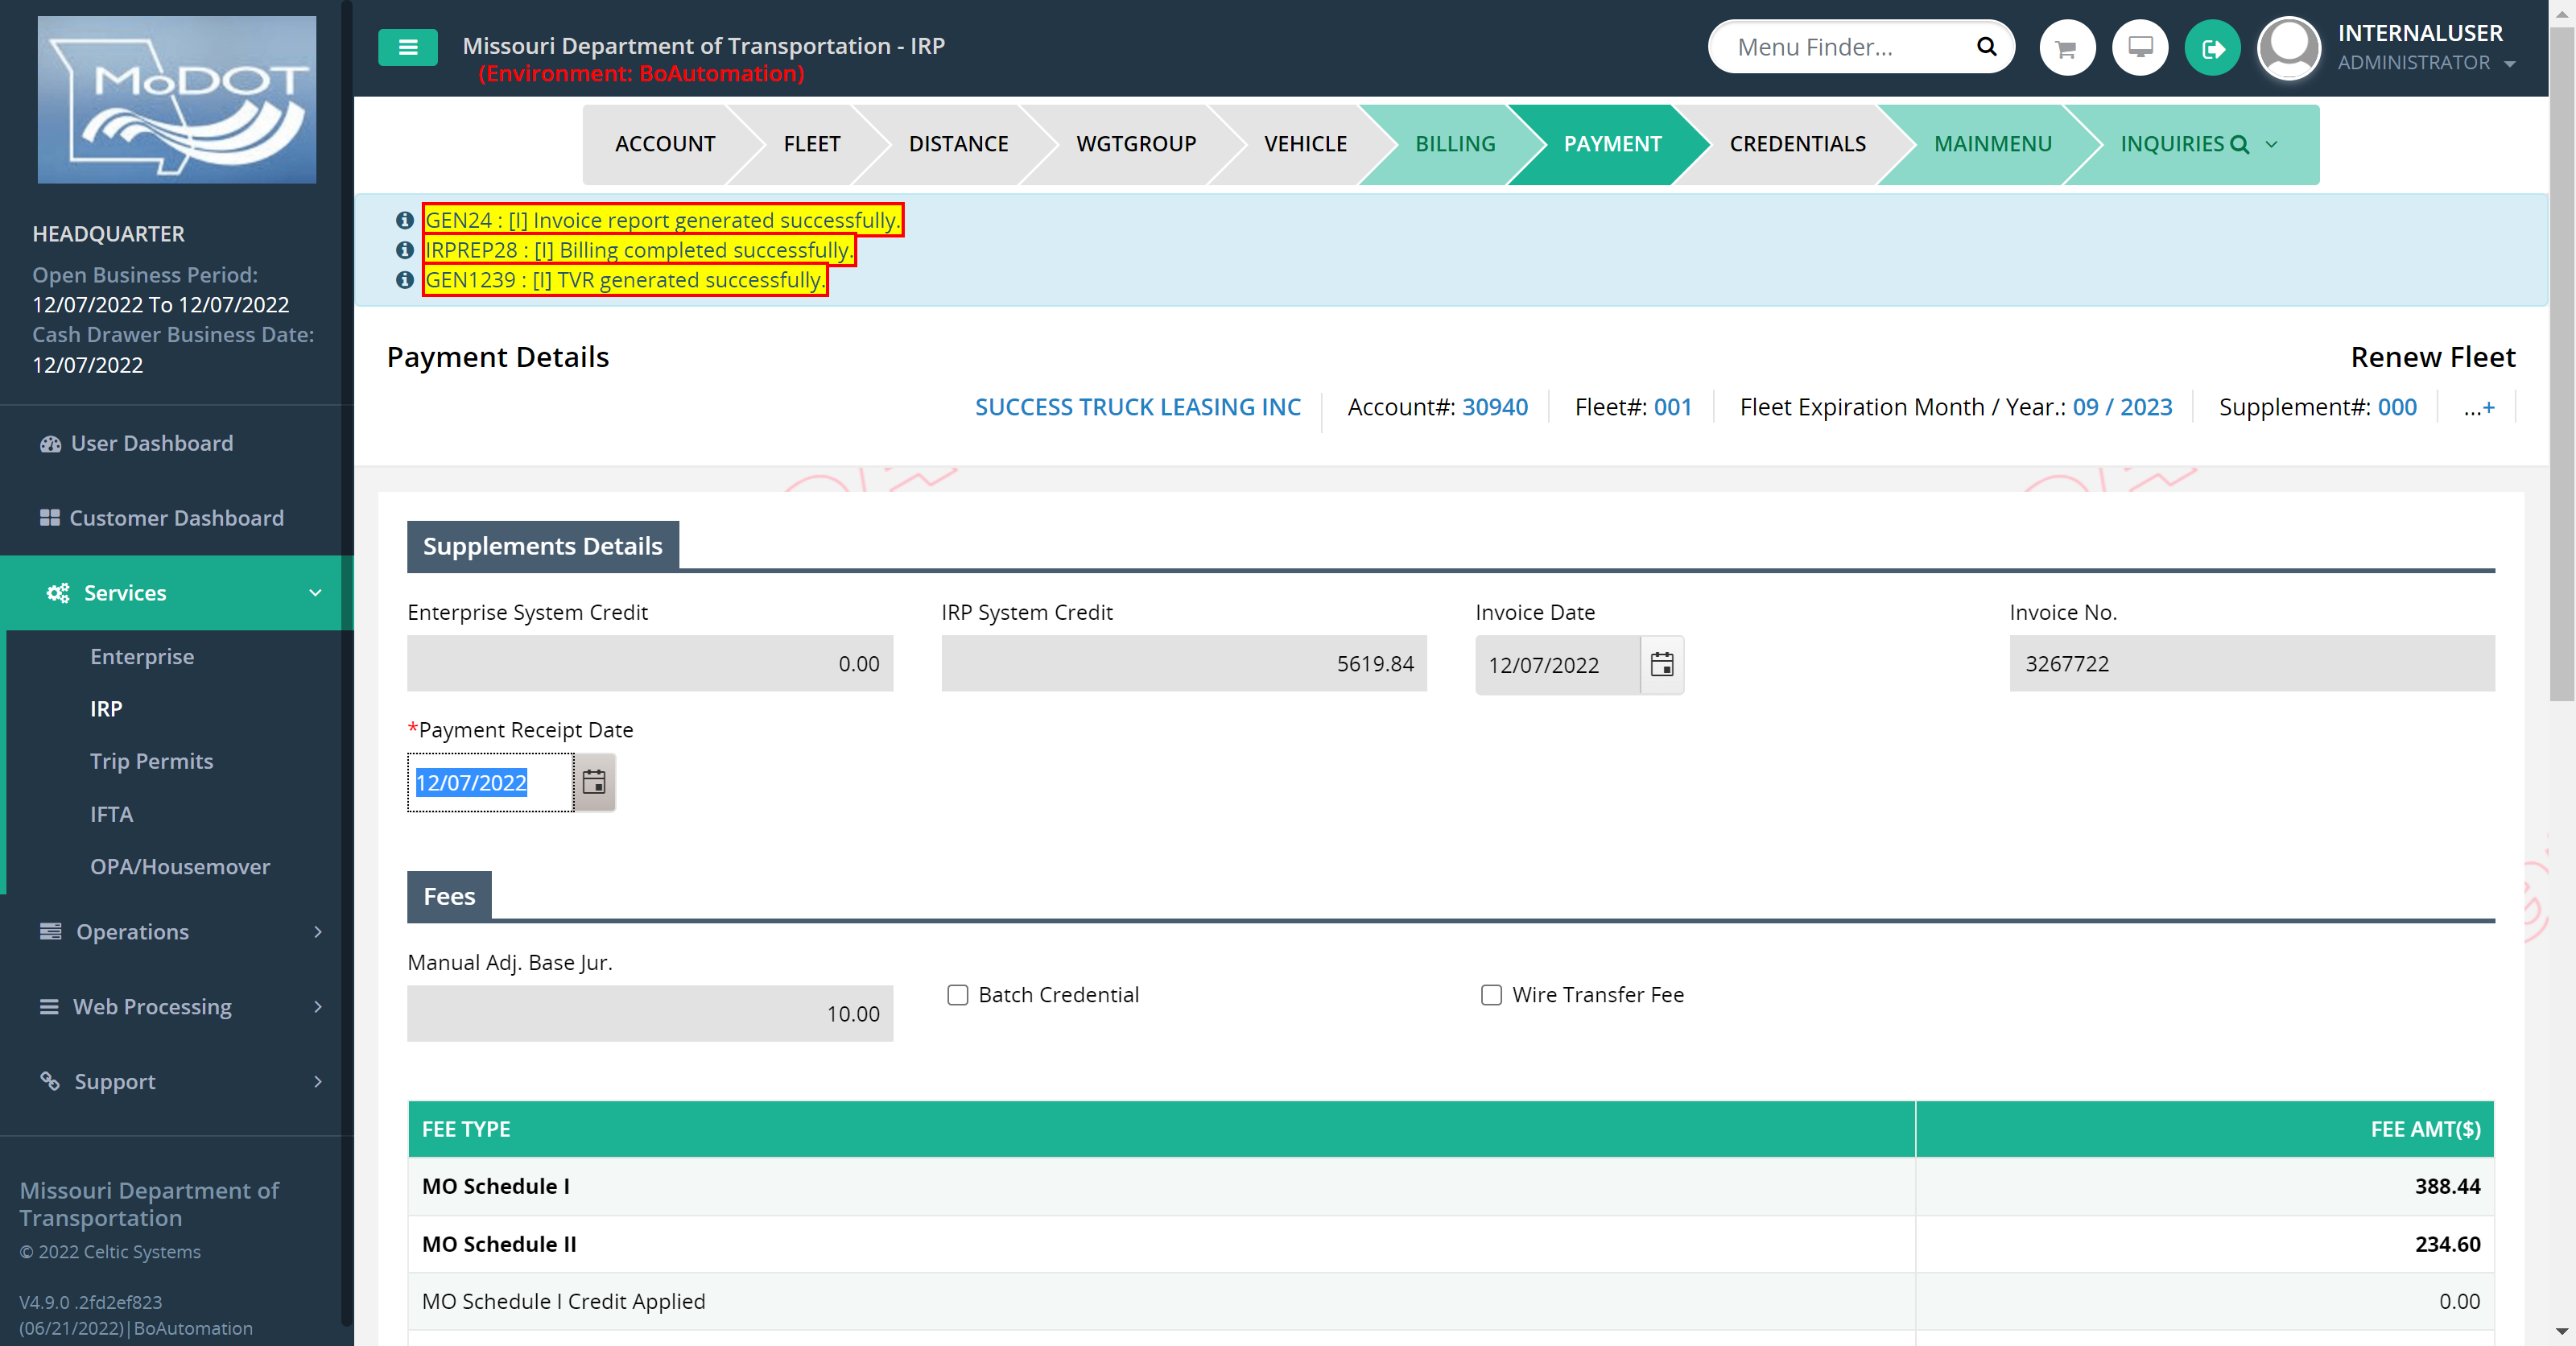 MoDOT
Missouri Department of Transportation - IRP
(Environment: BoAutomation)
Menu Finder...
INTERNALUSER
ADMINISTRATOR
HEADQUARTER
Open Business Period:
12/07/2022 To 12/07/2022
Cash Drawer Business Date:
12/07/2022
User Dashboard
Customer Dashboard
Services
Enterprise
IRP
Trip Permits
IFTA
OPA/Housemover
Operations
Web Processing
Support
Missouri Department of
Transportation
© 2022 Celtic Systems
V4.9.0 .2fd2ef823
(06/21/2022)|BoAutomation
ACCOUNT FLEET DISTANCE WGTGROUP VEHICLE BILLING PAYMENT CREDENTIALS MAINMENU INQUIRIES
GEN24 : [I] Invoice report generated successfully.
IRPREP28 : [I] Billing completed successfully.
GEN1239 : [I] TVR generated successfully.
Payment Details
Renew Fleet
SUCCESS TRUCK LEASING INC Account#: 30940 Fleet#: 001 Fleet Expiration Month / Year.: 09 / 2023 Supplement#: 000 ...+
Supplements Details
Enterprise System Credit IRP System Credit Invoice Date Invoice No.
0.00 5619.84 12/07/2022 3267722
*Payment Receipt Date
12/07/2022
Fees
Manual Adj. Base Jur.
10.00 Batch Credential Wire Transfer Fee
FEE TYPE FEE AMT($)
MO Schedule I 388.44
MO Schedule II 234.60
MO Schedule I Credit Applied 0.00